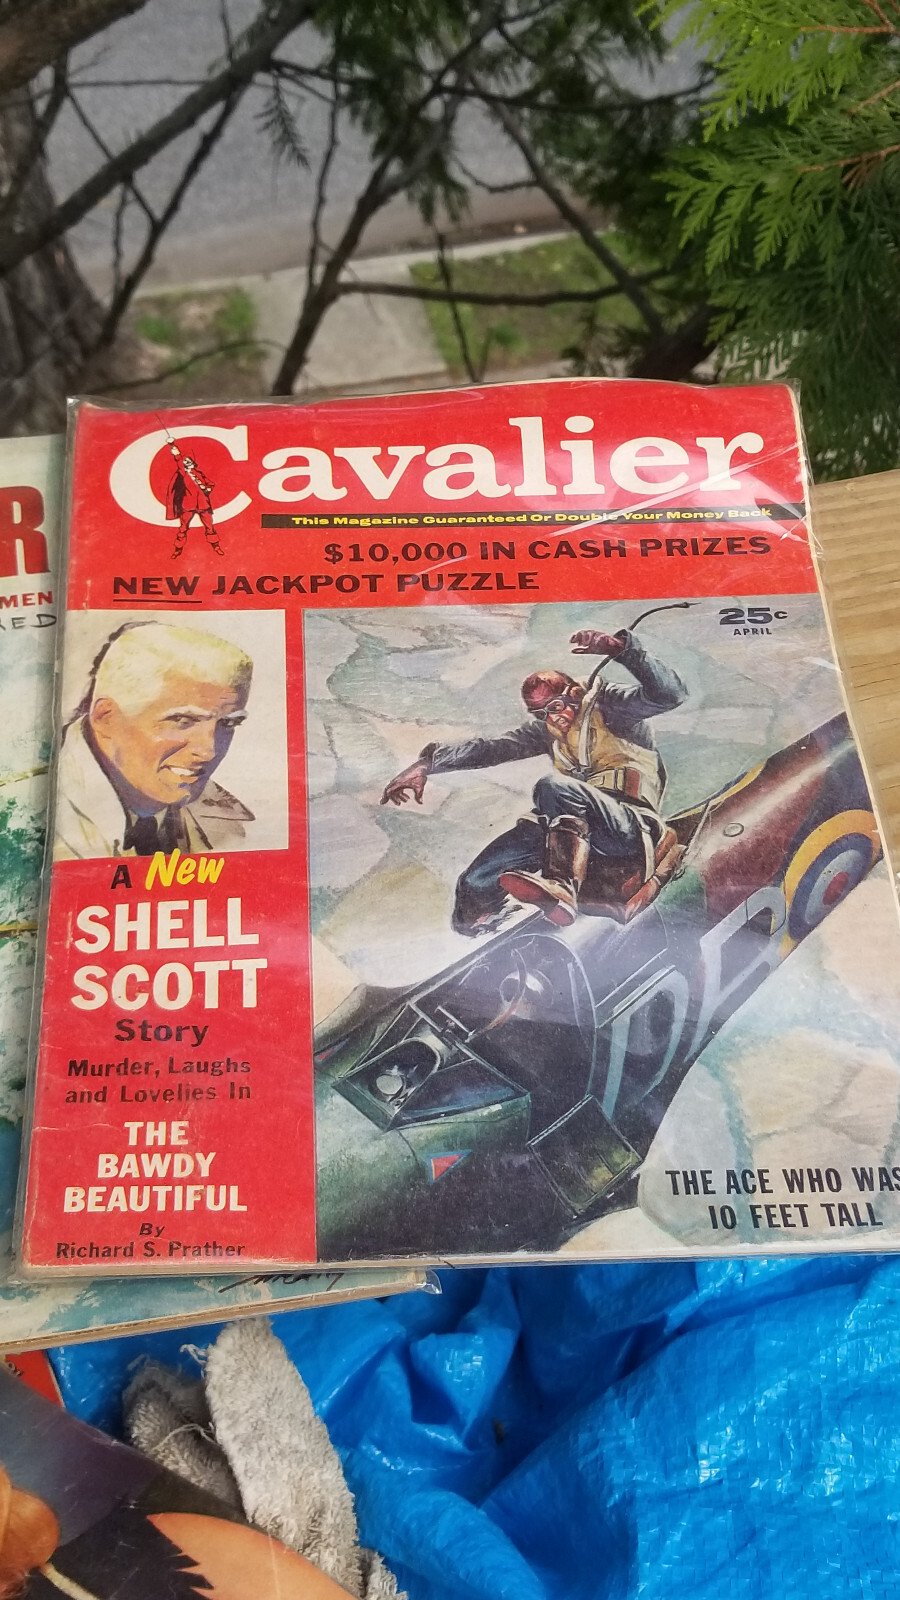 Cavalier
This Magazine Guaranteed Or Double Your Money Back
$10,000 IN CASH PRIZES
NEW JACKPOT PUZZLE
25c
APRIL
A New
SHELL
SCOTT
Story
Murder, Laughs
and Lovelies In
THE
BAWDY
BEAUTIFUL
By
Richard S. Prather
DB
THE ACE WHO WAS
10 FEET TALL
R
MEN
RED